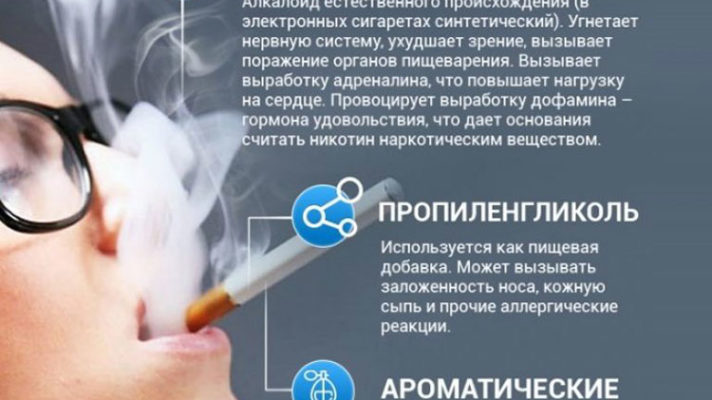 Алкалоид естественного происхождения (в
электронных сигаретах синтетический). Угнетает
нервную систему, ухудшает зрение, вызывает
поражение органов пищеварения. Вызывает
выработку адреналина, что повышает нагрузку
на сердце. Провоцирует выработку дофамина –
гормона удовольствия, что дает основания
считать никотин наркотическим веществом.
ПРОПИЛЕНГЛИКОЛЬ
Используется как пищевая
добавка. Может вызывать
заложенность носа, кожную
сыпь и прочие аллергические
реакции.
АРОМАТИЧЕСКИЕ